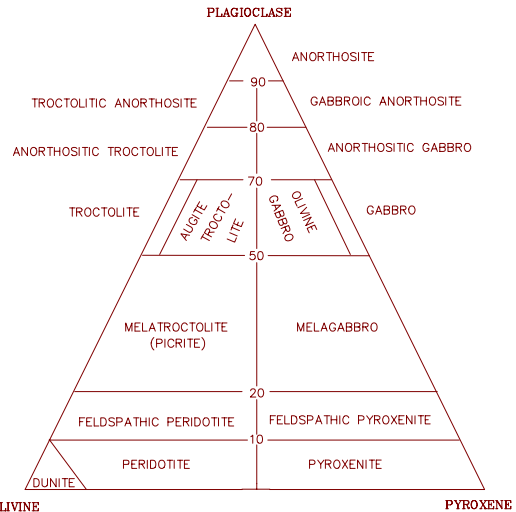 PLAGIOCLASE
ANORTHOSITE
90
TROCTOLITIC ANORTHOSITE
GABBROIC ANORTHOSITE
80
ANORTHOSITIC TROCTOLITE
ANORTHOSITIC GABBRO
70
TROCTOLITE
AUGITE
TROCTO-
LITE
OLIVINE
GABBRO
GABBRO
50
MELATROCTOLITE
(PICRITE)
MELAGABBRO
20
FELDSPATHIC PERIDOTITE
FELDSPATHIC PYROXENITE
10
PERIDOTITE
PYROXENITE
DUNITE
LIVINE
PYROXENE